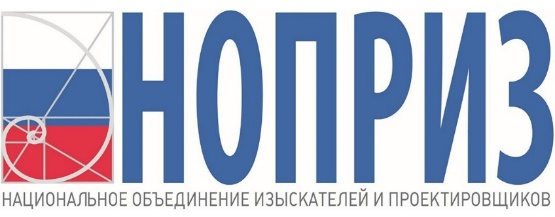 НОПРИЗ
НАЦИОНАЛЬНОЕ ОБЪЕДИНЕНИЕ ИЗЫСКАТЕЛЕЙ И ПРОЕКТИРОВЩИКОВ